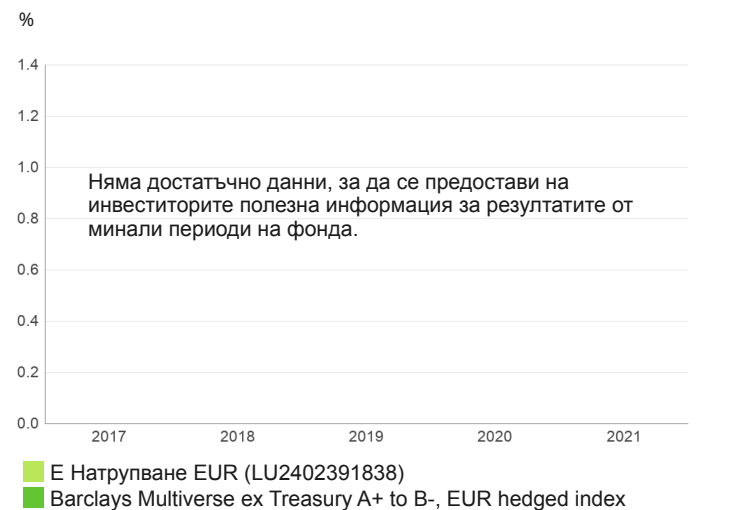 %
1.4
1.2
1.0
Няма достатъчно данни, за да се предостави на
инвеститорите полезна информация за резултатите от
0.8
минали периоди на фонда.
0.6
0.4
0.2
0.0
2017 2018 2019 2020 2021
Е Натрупване EUR (LU2402391838)
Barclays Multiverse ex Treasury A+ to B-, EUR hedged index